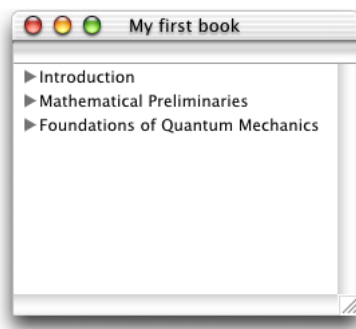 My first book
Introduction
Mathematical Preliminaries
Foundations of Quantum Mechanics